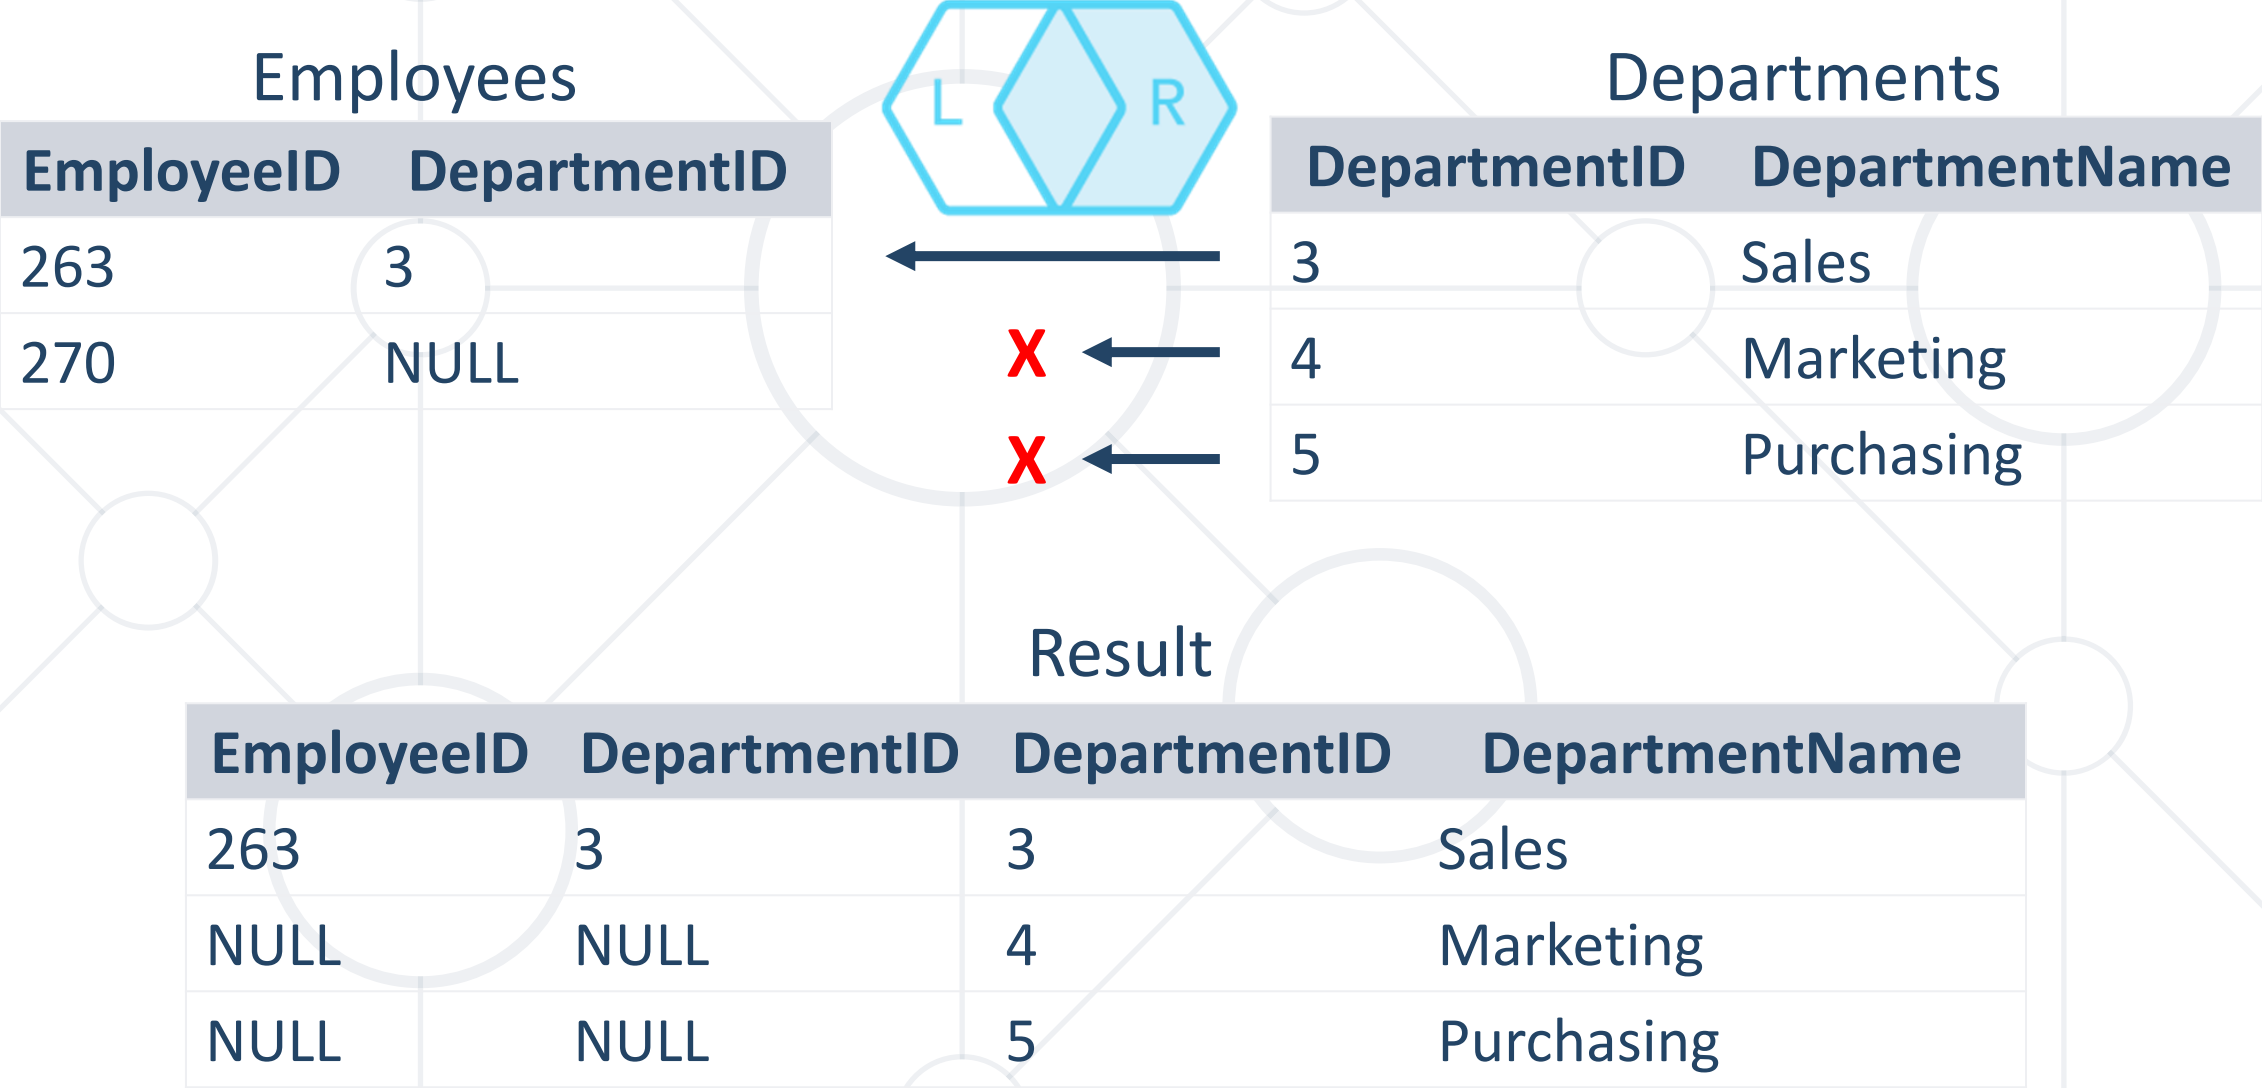 Employees
EmployeeID DepartmentID
263 3
270 NULL
L R
X
X
Departments
DepartmentID DepartmentName
3 Sales
4 Marketing
5 Purchasing
Result
EmployeeID DepartmentID DepartmentID DepartmentName
263 3 3 Sales
NULL NULL 4 Marketing
NULL NULL 5 Purchasing